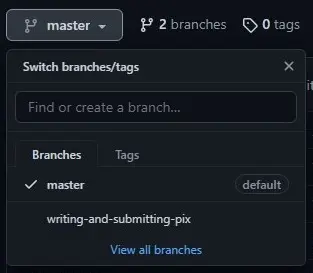 master
2 branches
0 tags
Switch branches/tags
Find or create a branch...
Branches
Tags
master
default
writing-and-submitting-pix
View all branches